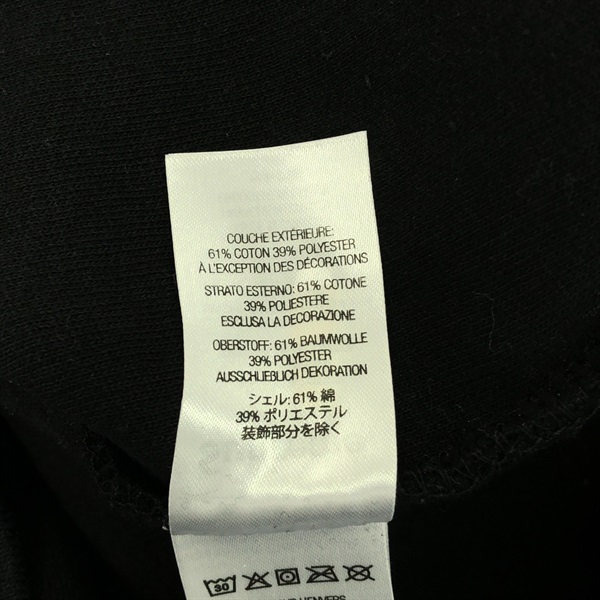 COUCHE EXTÉRIEURE:
61% COTON 39% POLYESTER
À L'EXCEPTION DES DÉCORATIONS
STRATO ESTERNO: 61% COTONE
39% POLIESTERE
ESCLUSA LA DECORAZIONE
OBERSTOFF: 61% BAUMWOLLE
39% POLYESTER
AUSSCHLIEßLICH DEKORATION
シェル: 61% 綿
39% ポリエステル
装飾部分を除く
30